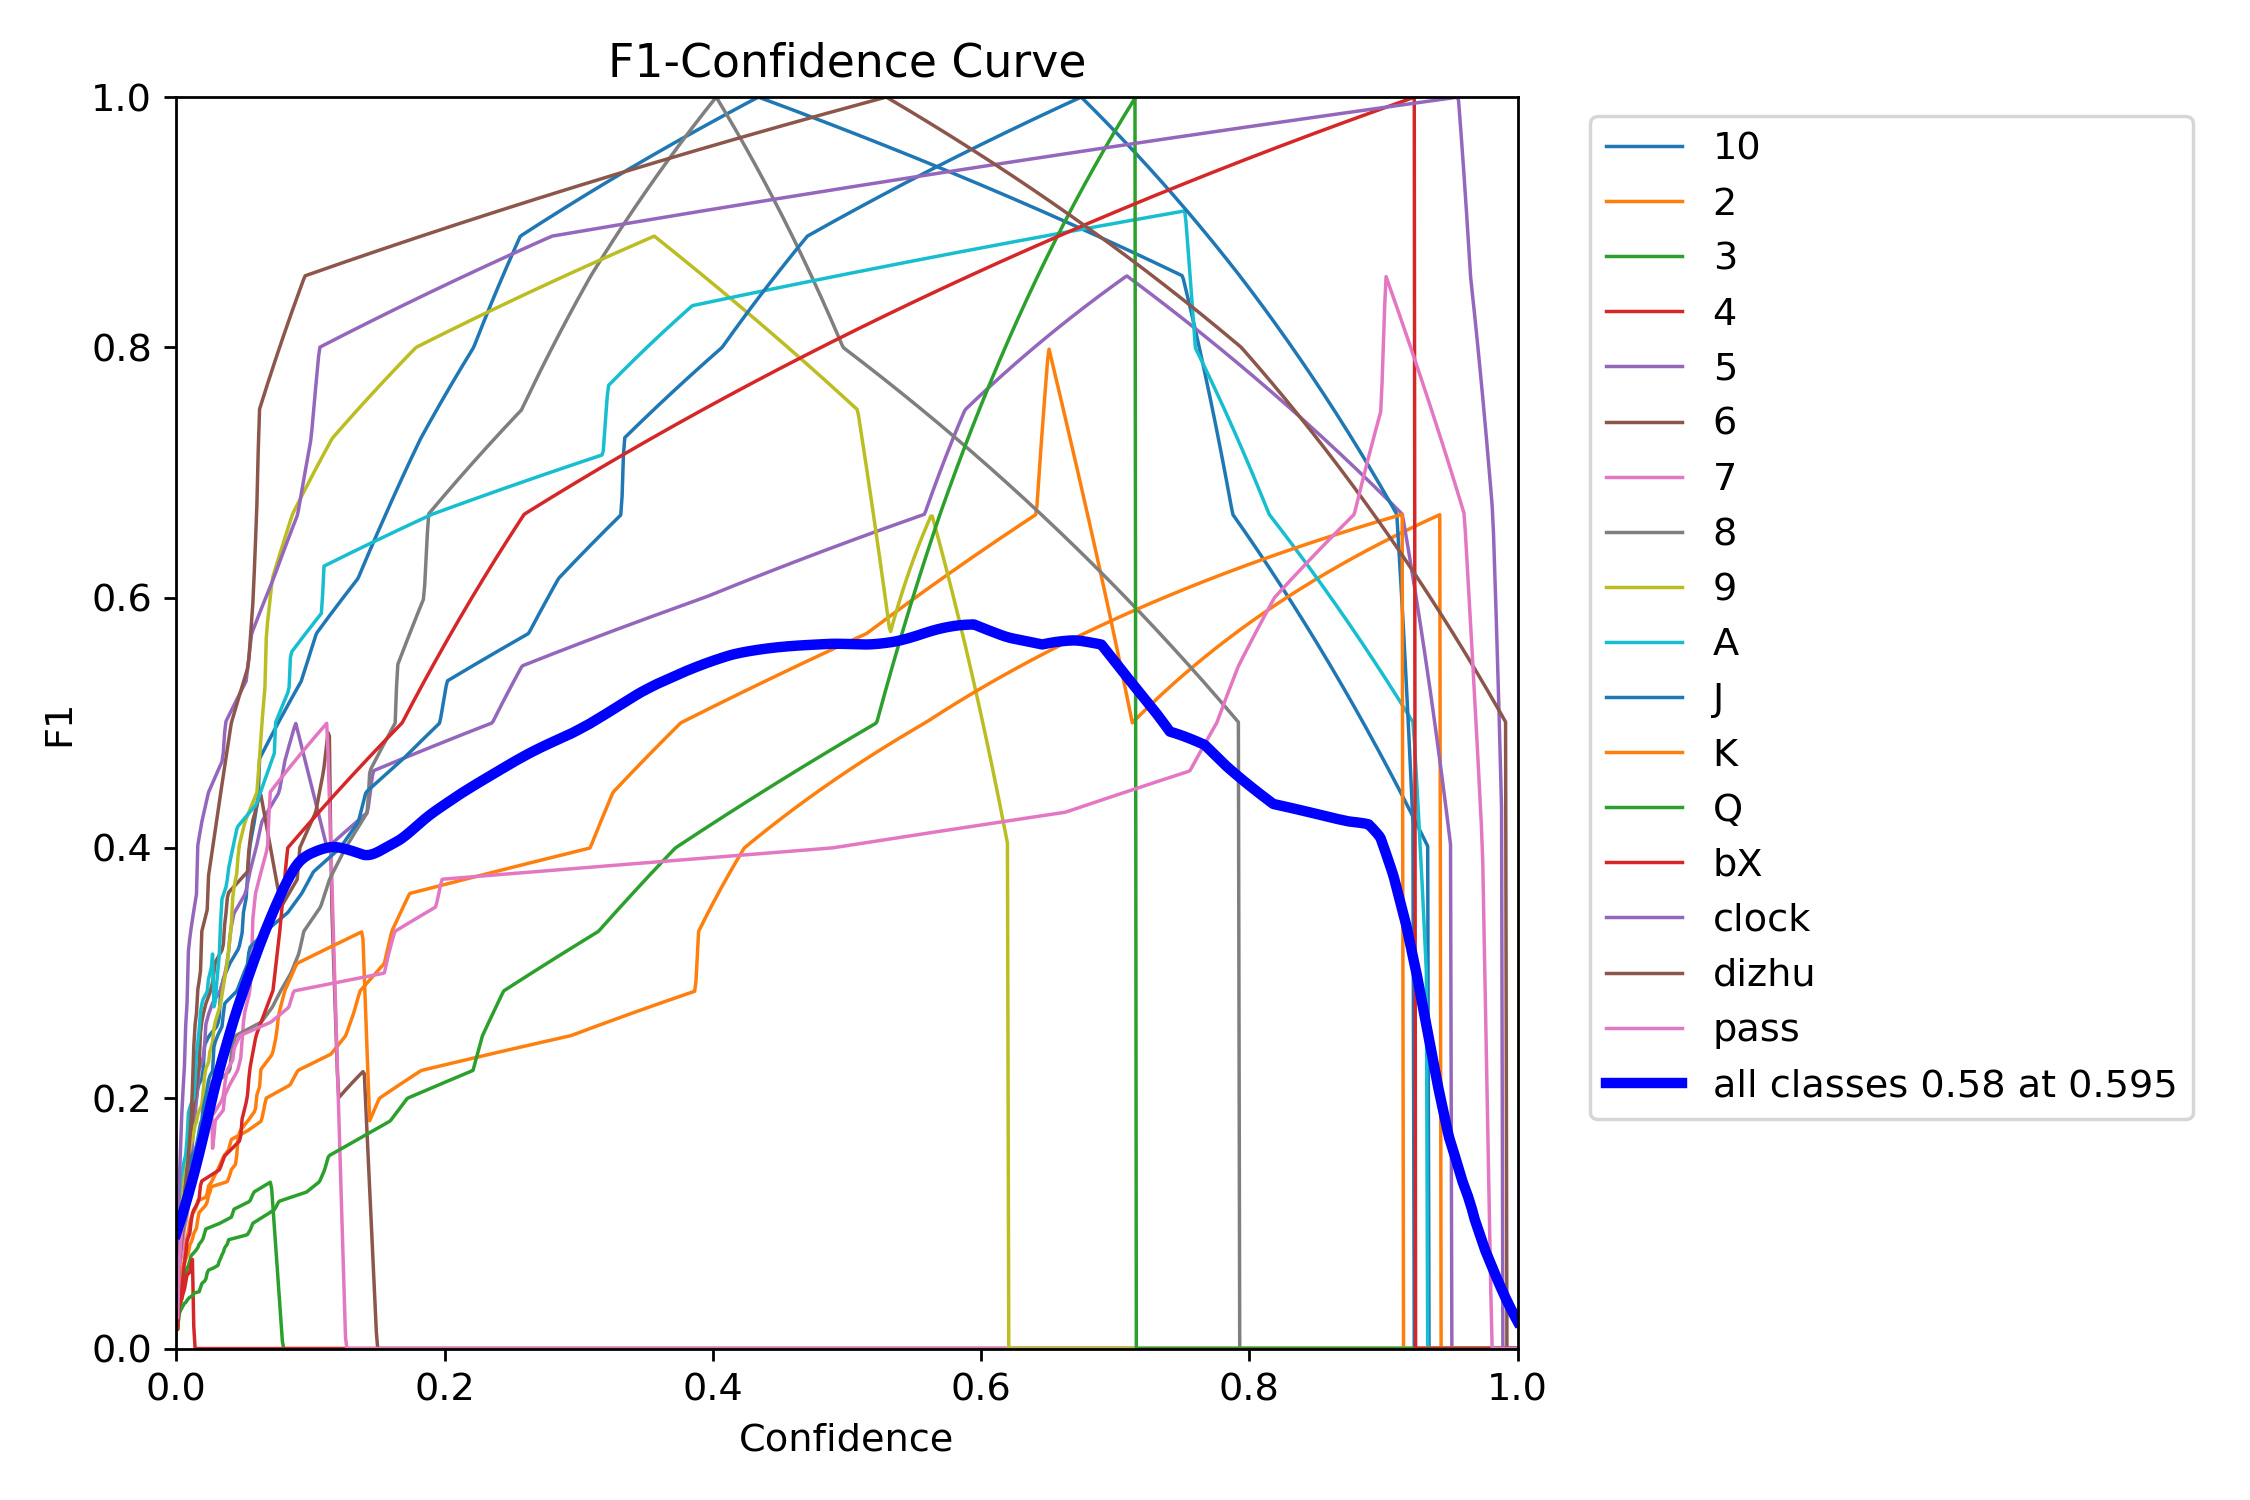 F1-Confidence Curve
1.0
0.8
0.6
0.4
0.2
0.0
F1
0.0 0.2 0.4 0.6 0.8 1.0
Confidence
10
2
3
4
5
6
7
8
9
A
J
K
Q
bX
clock
dizhu
pass
all classes 0.58 at 0.595